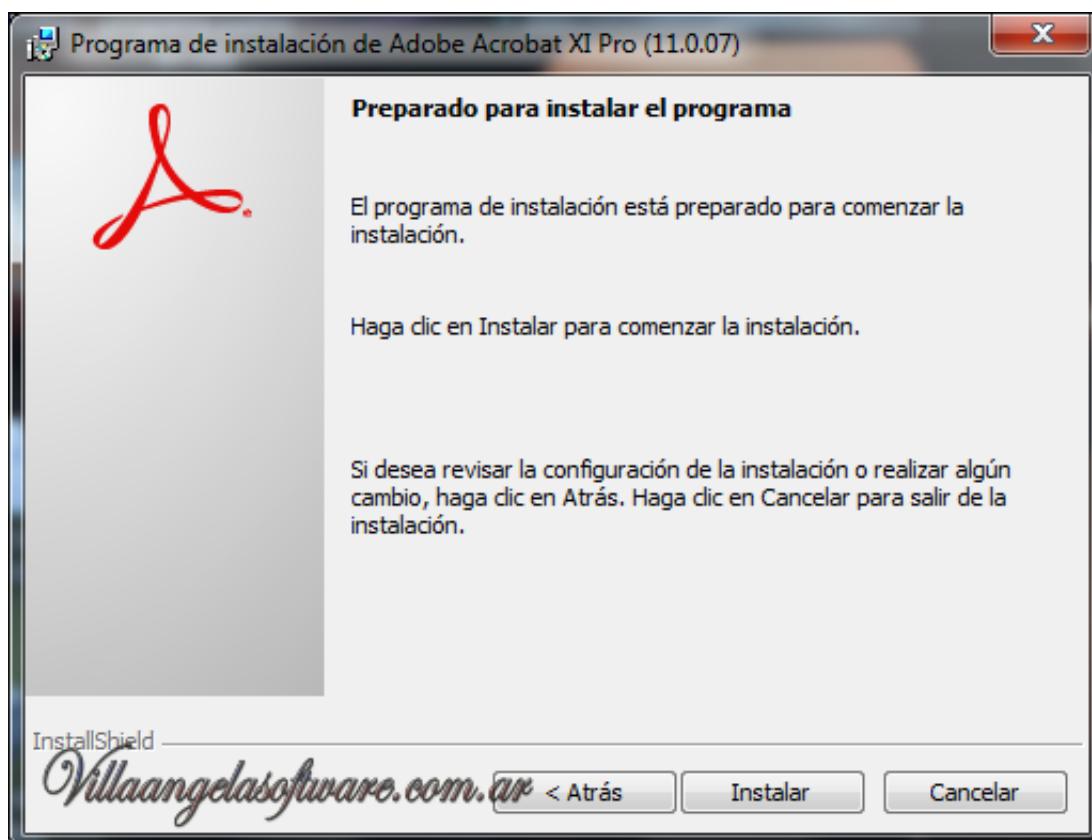 Programa de instalación de Adobe Acrobat XI Pro (11.0.07)
Preparado para instalar el programa
El programa de instalación está preparado para comenzar la
instalación.
Haga clic en Instalar para comenzar la instalación.
Si desea revisar la configuración de la instalación o realizar algún
cambio, haga clic en Atrás. Haga clic en Cancelar para salir de la
instalación.
InstallShield
Villaangelasoftware.com.ar
< Atrás
Instalar
Cancelar